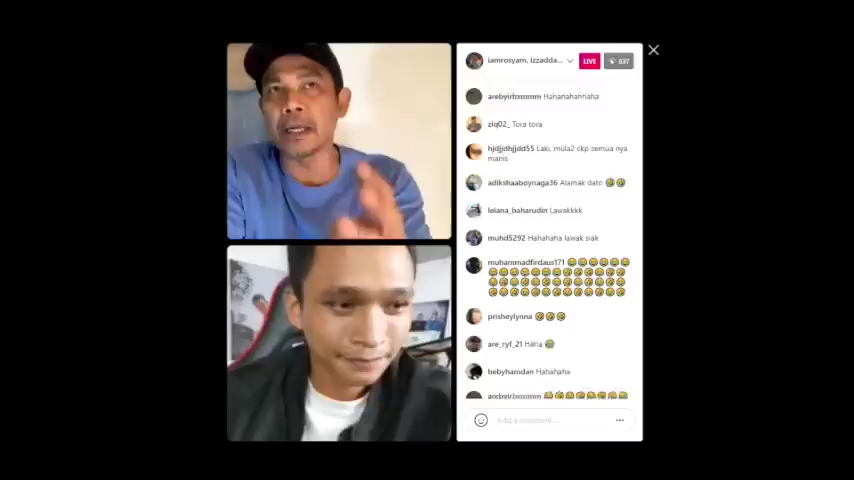 iamrosyam, izzadda...
LIVE
837
Hahahahahhaha
ziq02_ Tora tora
hjdjjdhjjdd55 Laki, mula2 ckp semua nya
manis
adikshaaboynaga36 Alamak dato 🤣🤣
leiana_baharudin Lawakkkk
muhd5292 Hahahaha lawak siak
muhammadfirdaus171
prisheylynna 🤣🤣🤣
are_ryf_21 Haha
bebyhamdan Hahahaha
Add a comment...